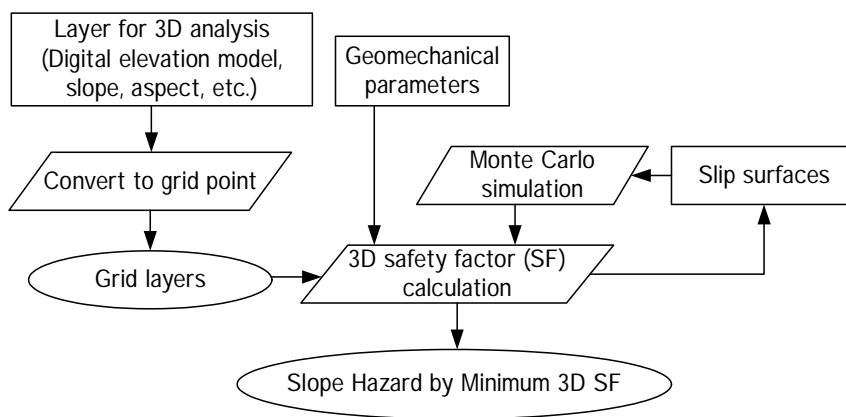 Layer for 3D analysis
(Digital elevation model,
slope, aspect, etc.)
Geomechanical
parameters
Convert to grid point
Monte Carlo
simulation
Slip surfaces
Grid layers
3D safety factor (SF)
calculation
Slope Hazard by Minimum 3D SF